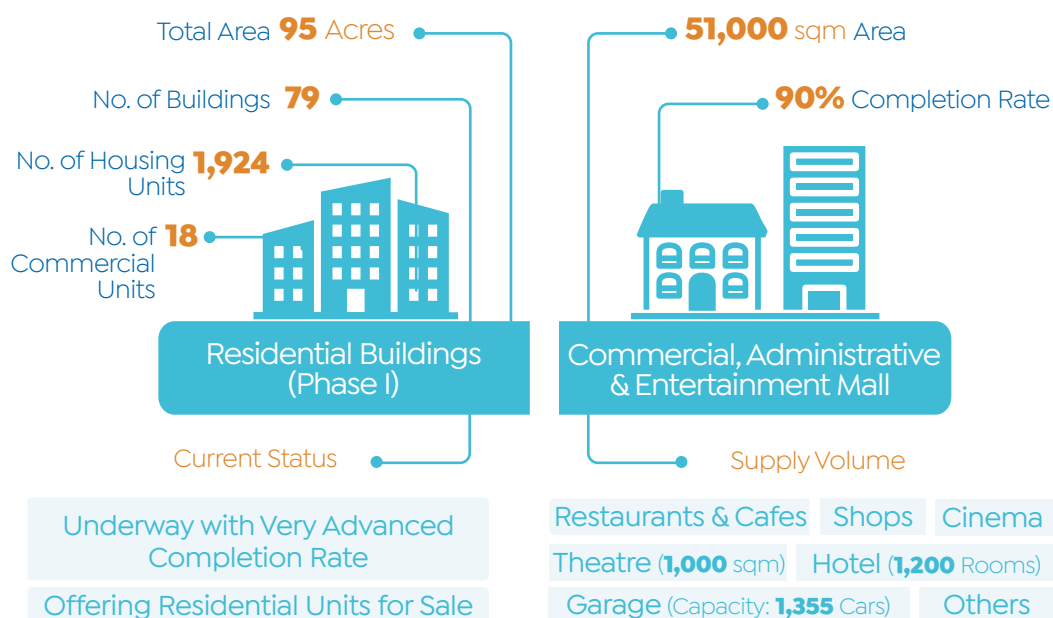 Total Area 95 Acres
No. of Buildings 79
No. of Housing 1,924
Units
No. of 18
Commercial
Units
Residential Buildings
(Phase I)
Current Status
Underway with Very Advanced
Completion Rate
Offering Residential Units for Sale
51,000 sqm Area
90% Completion Rate
Commercial, Administrative
& Entertainment Mall
Supply Volume
Restaurants & Cafes Shops Cinema
Theatre (1,000 sqm) Hotel (1,200 Rooms)
Garage (Capacity: 1,355 Cars) Others